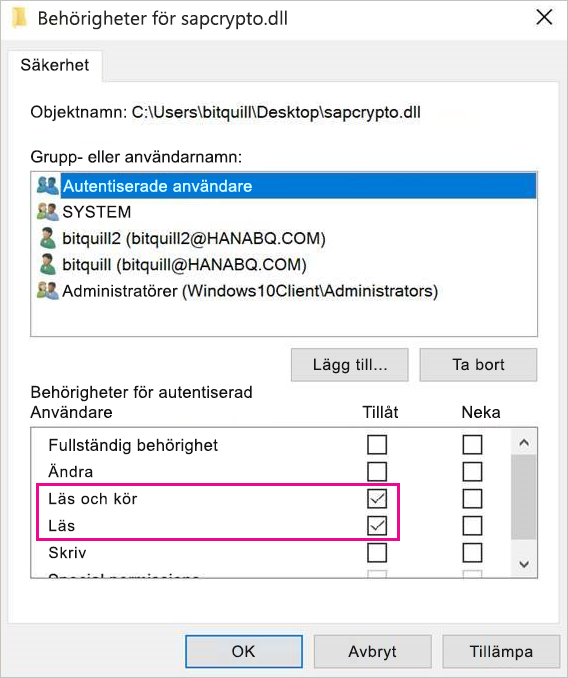 Behörigheter för sapcrypto.dll
Säkerhet
Objektnamn: C:\Users\bitquill\Desktop\sapcrypto.dll
Grupp- eller användarnamn:
Autentiserade användare
SYSTEM
bitquill2 (bitquill2@HANABQ.COM)
bitquill (bitquill@HANABQ.COM)
Administratörer (Windows10Client\Administrators)
Lägg till... Ta bort
Behörigheter för autentiserad
Användare Tillåt Neka
Fullständig behörighet
Ändra
Läs och kör
Läs
Skriv
Special permissions
OK Avbryt Tillämpa